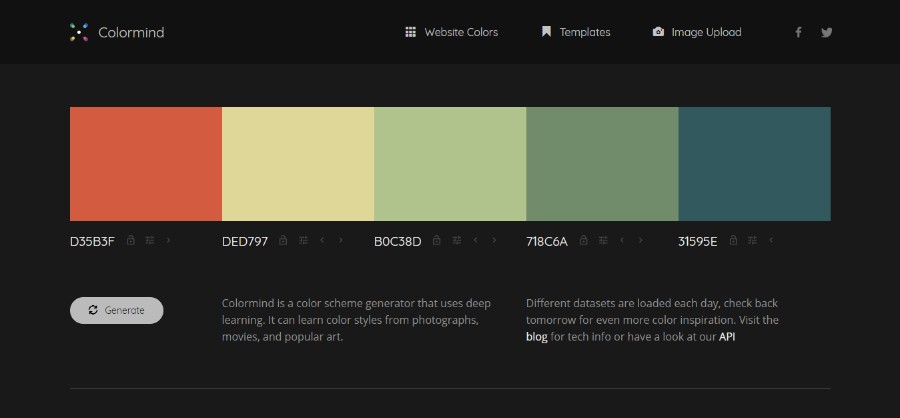 Colormind
Website Colors
Templates
Image Upload
D35B3F
DED797
B0C38D
718C6A
31595E
Generate
Colormind is a color scheme generator that uses deep
learning. It can learn color styles from photographs,
movies, and popular art.
Different datasets are loaded each day, check back
tomorrow for even more color inspiration. Visit the
blog for tech info or have a look at our API